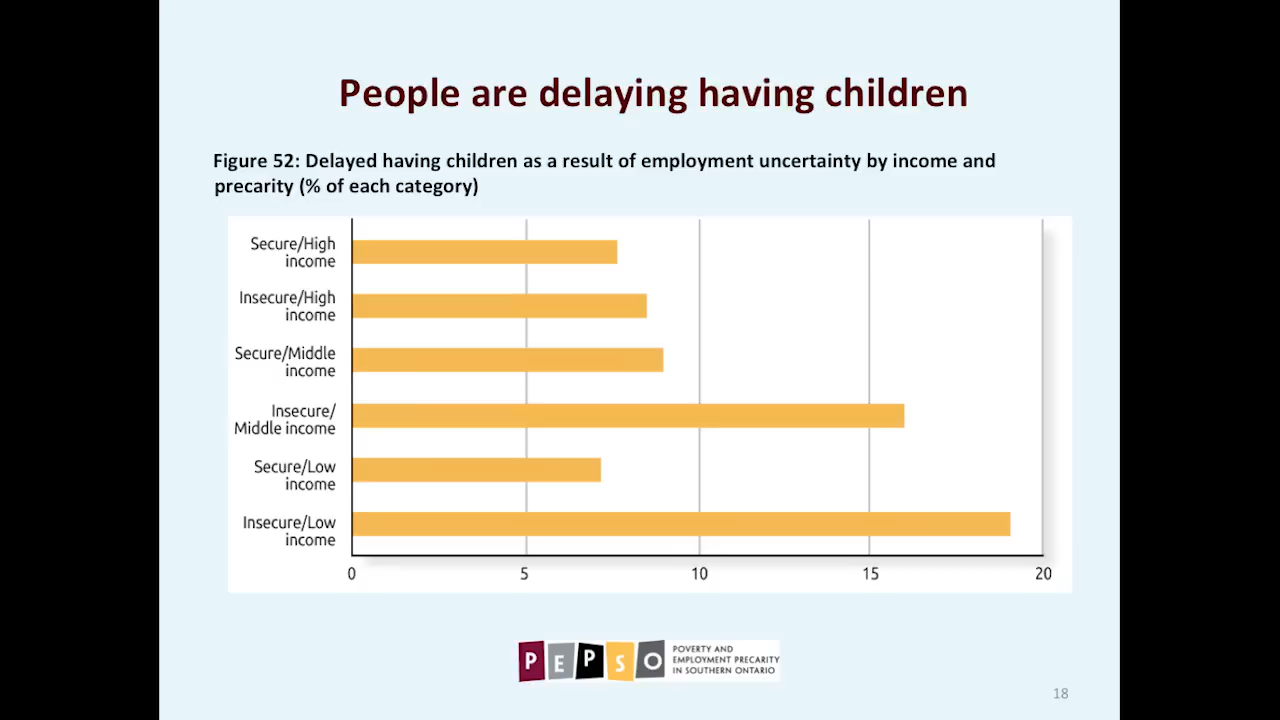 People are delaying having children
Figure 52: Delayed having children as a result of employment uncertainty by income and
precarity (% of each category)
Secure/High
income
Insecure/High
income
Secure/Middle
income
Insecure/
Middle income
Secure/Low
income
Insecure/Low
income
0 5 10 15 20
PEPSO
POVERTY AND
EMPLOYMENT PRECARITY
IN SOUTHERN ONTARIO
18